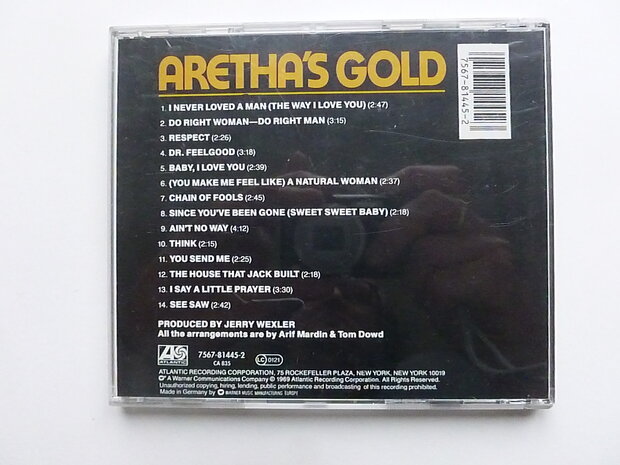 ARETHA'S GOLD
7567-81445-2
1. I NEVER LOVED A MAN (THE WAY I LOVE YOU) (2:47)
2. DO RIGHT WOMAN—DO RIGHT MAN (3:15)
3. RESPECT (2:26)
4. DR. FEELGOOD (3:18)
5. BABY, I LOVE YOU (2:39)
6. (YOU MAKE ME FEEL LIKE) A NATURAL WOMAN (2:37)
7. CHAIN OF FOOLS (2:45)
8. SINCE YOU'VE BEEN GONE (SWEET SWEET BABY) (2:18)
9. AIN'T NO WAY (4:12)
10. THINK (2:15)
11. YOU SEND ME (2:25)
12. THE HOUSE THAT JACK BUILT (2:18)
13. I SAY A LITTLE PRAYER (3:30)
14. SEE SAW (2:42)
PRODUCED BY JERRY WEXLER
All the arrangements are by Arif Mardin & Tom Dowd
ATLANTIC
7567-81445-2
CA 835
LC 0121
ATLANTIC RECORDING CORPORATION, 75 ROCKEFELLER PLAZA, NEW YORK, NEW YORK 10019
A Warner Communications Company © 1969 Atlantic Recording Corporation. All Rights Reserved.
Unauthorized copying, hiring, lending, public performance and broadcasting of this recording prohibited.
Made in Germany by WARNER MUSIC MANUFACTURING EUROPE